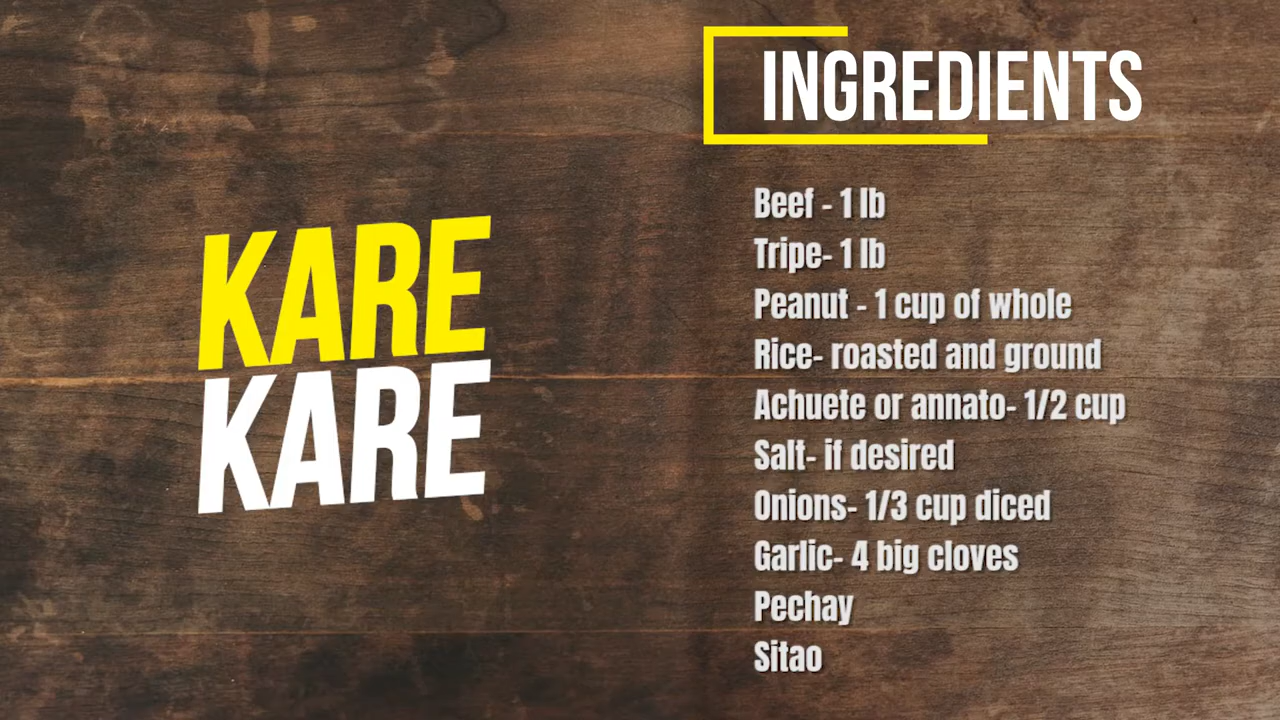 KARE
KARE
INGREDIENTS
Beef - 1 lb
Tripe- 1 lb
Peanut - 1 cup of whole
Rice- roasted and ground
Achuete or annato- 1/2 cup
Salt- if desired
Onions- 1/3 cup diced
Garlic- 4 big cloves
Pechay
Sitao